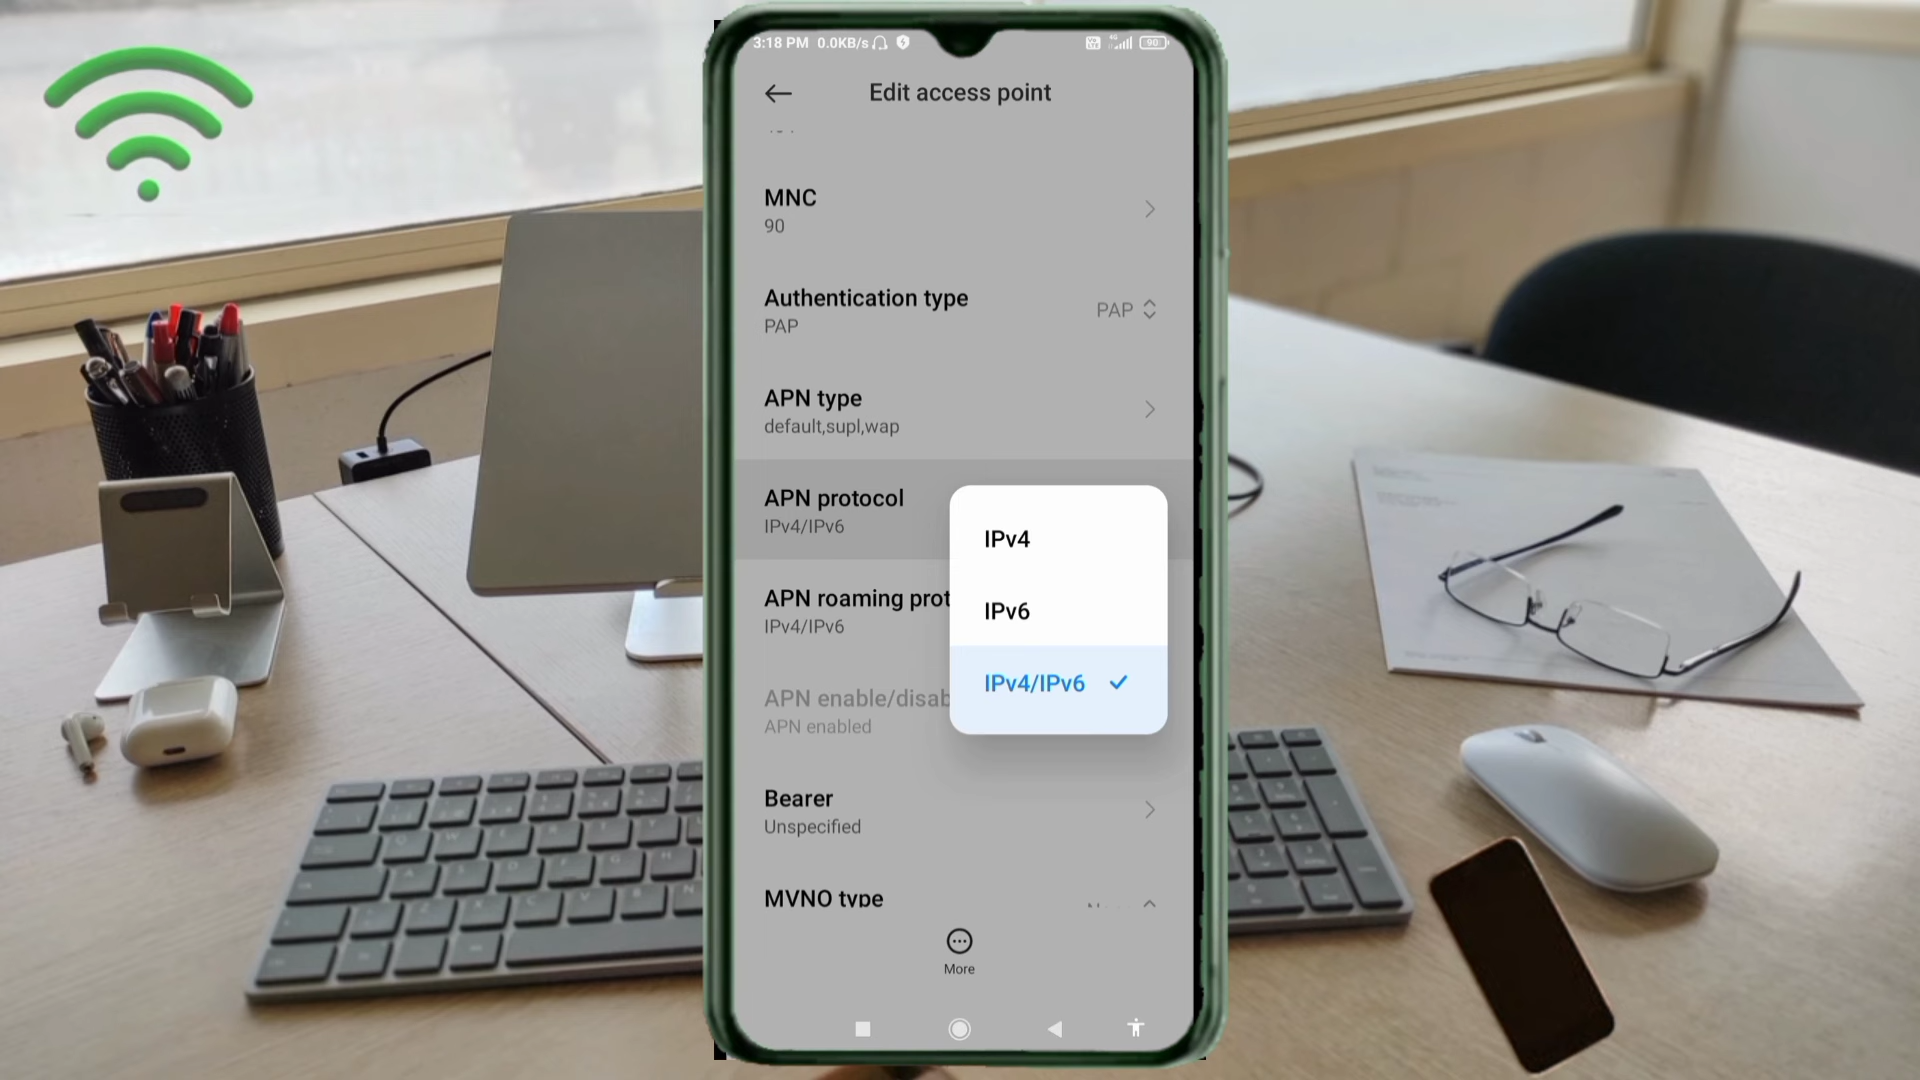 3:18 PM 0.0KB/s 4G 90
Edit access point
MNC
90
Authentication type
PAP
PAP
APN type
default,supl,wap
APN protocol
IPv4/IPv6
IPv4
IPv6
IPv4/IPv6
APN roaming prot
IPv4/IPv6
APN enable/disab
APN enabled
Bearer
Unspecified
MVNO type
More